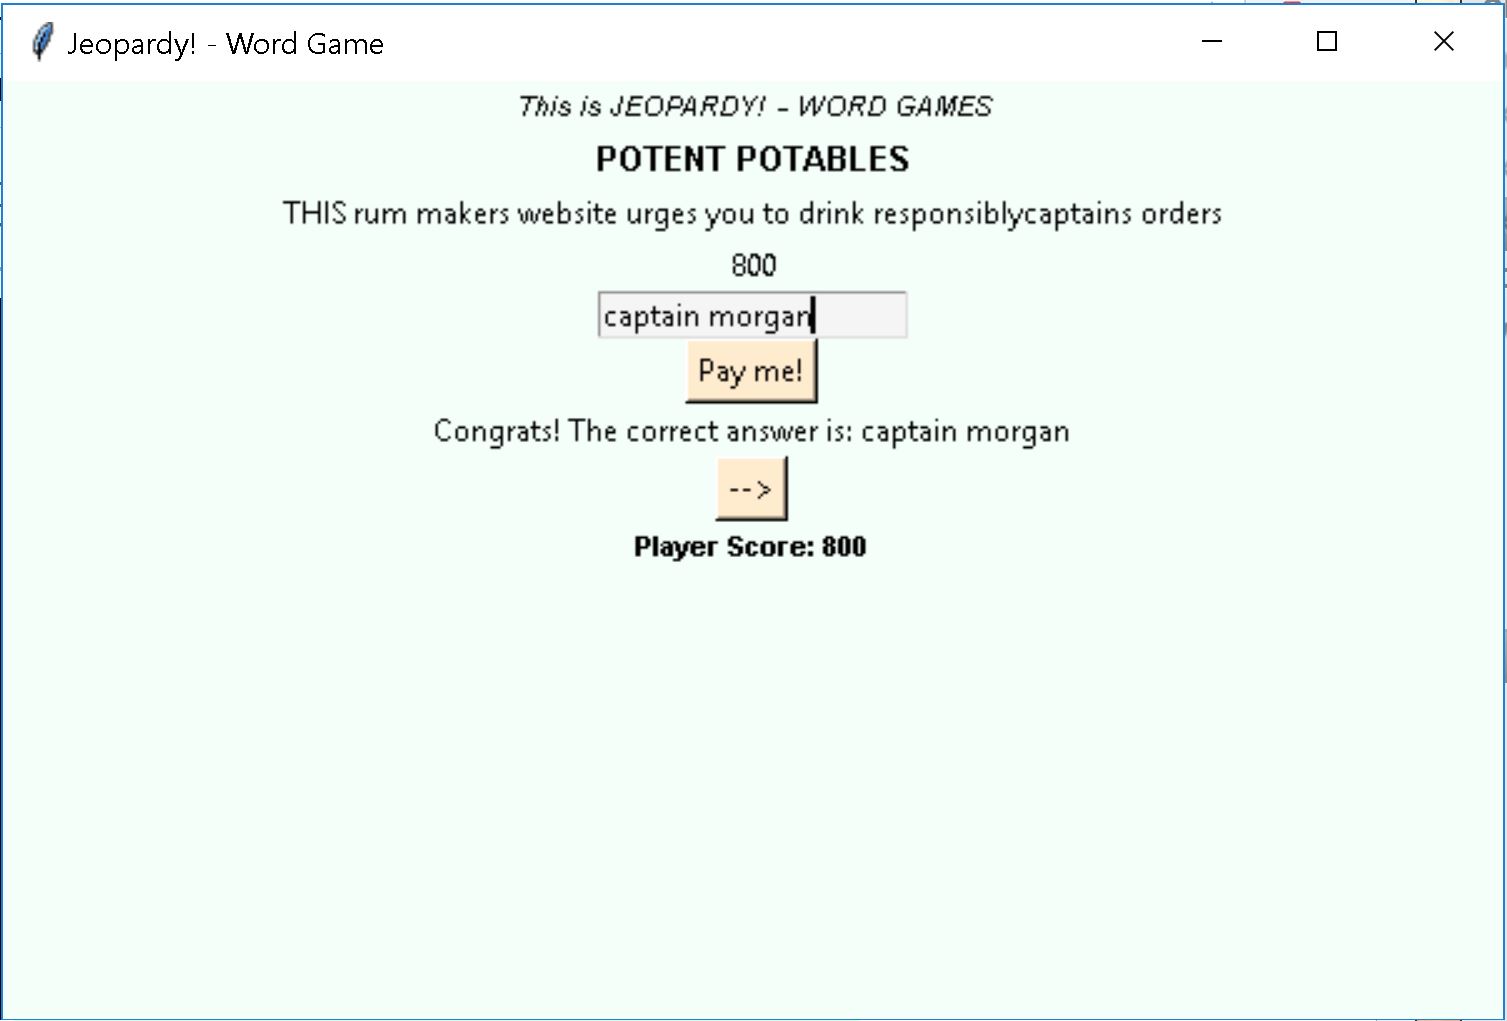 Jeopardy! - Word Game
This is JEOPARDY! - WORD GAMES
POTENT POTABLES
THIS rum makers website urges you to drink responsiblycaptains orders
800
captain morgan
Pay me!
Congrats! The correct answer is: captain morgan
-->
Player Score: 800